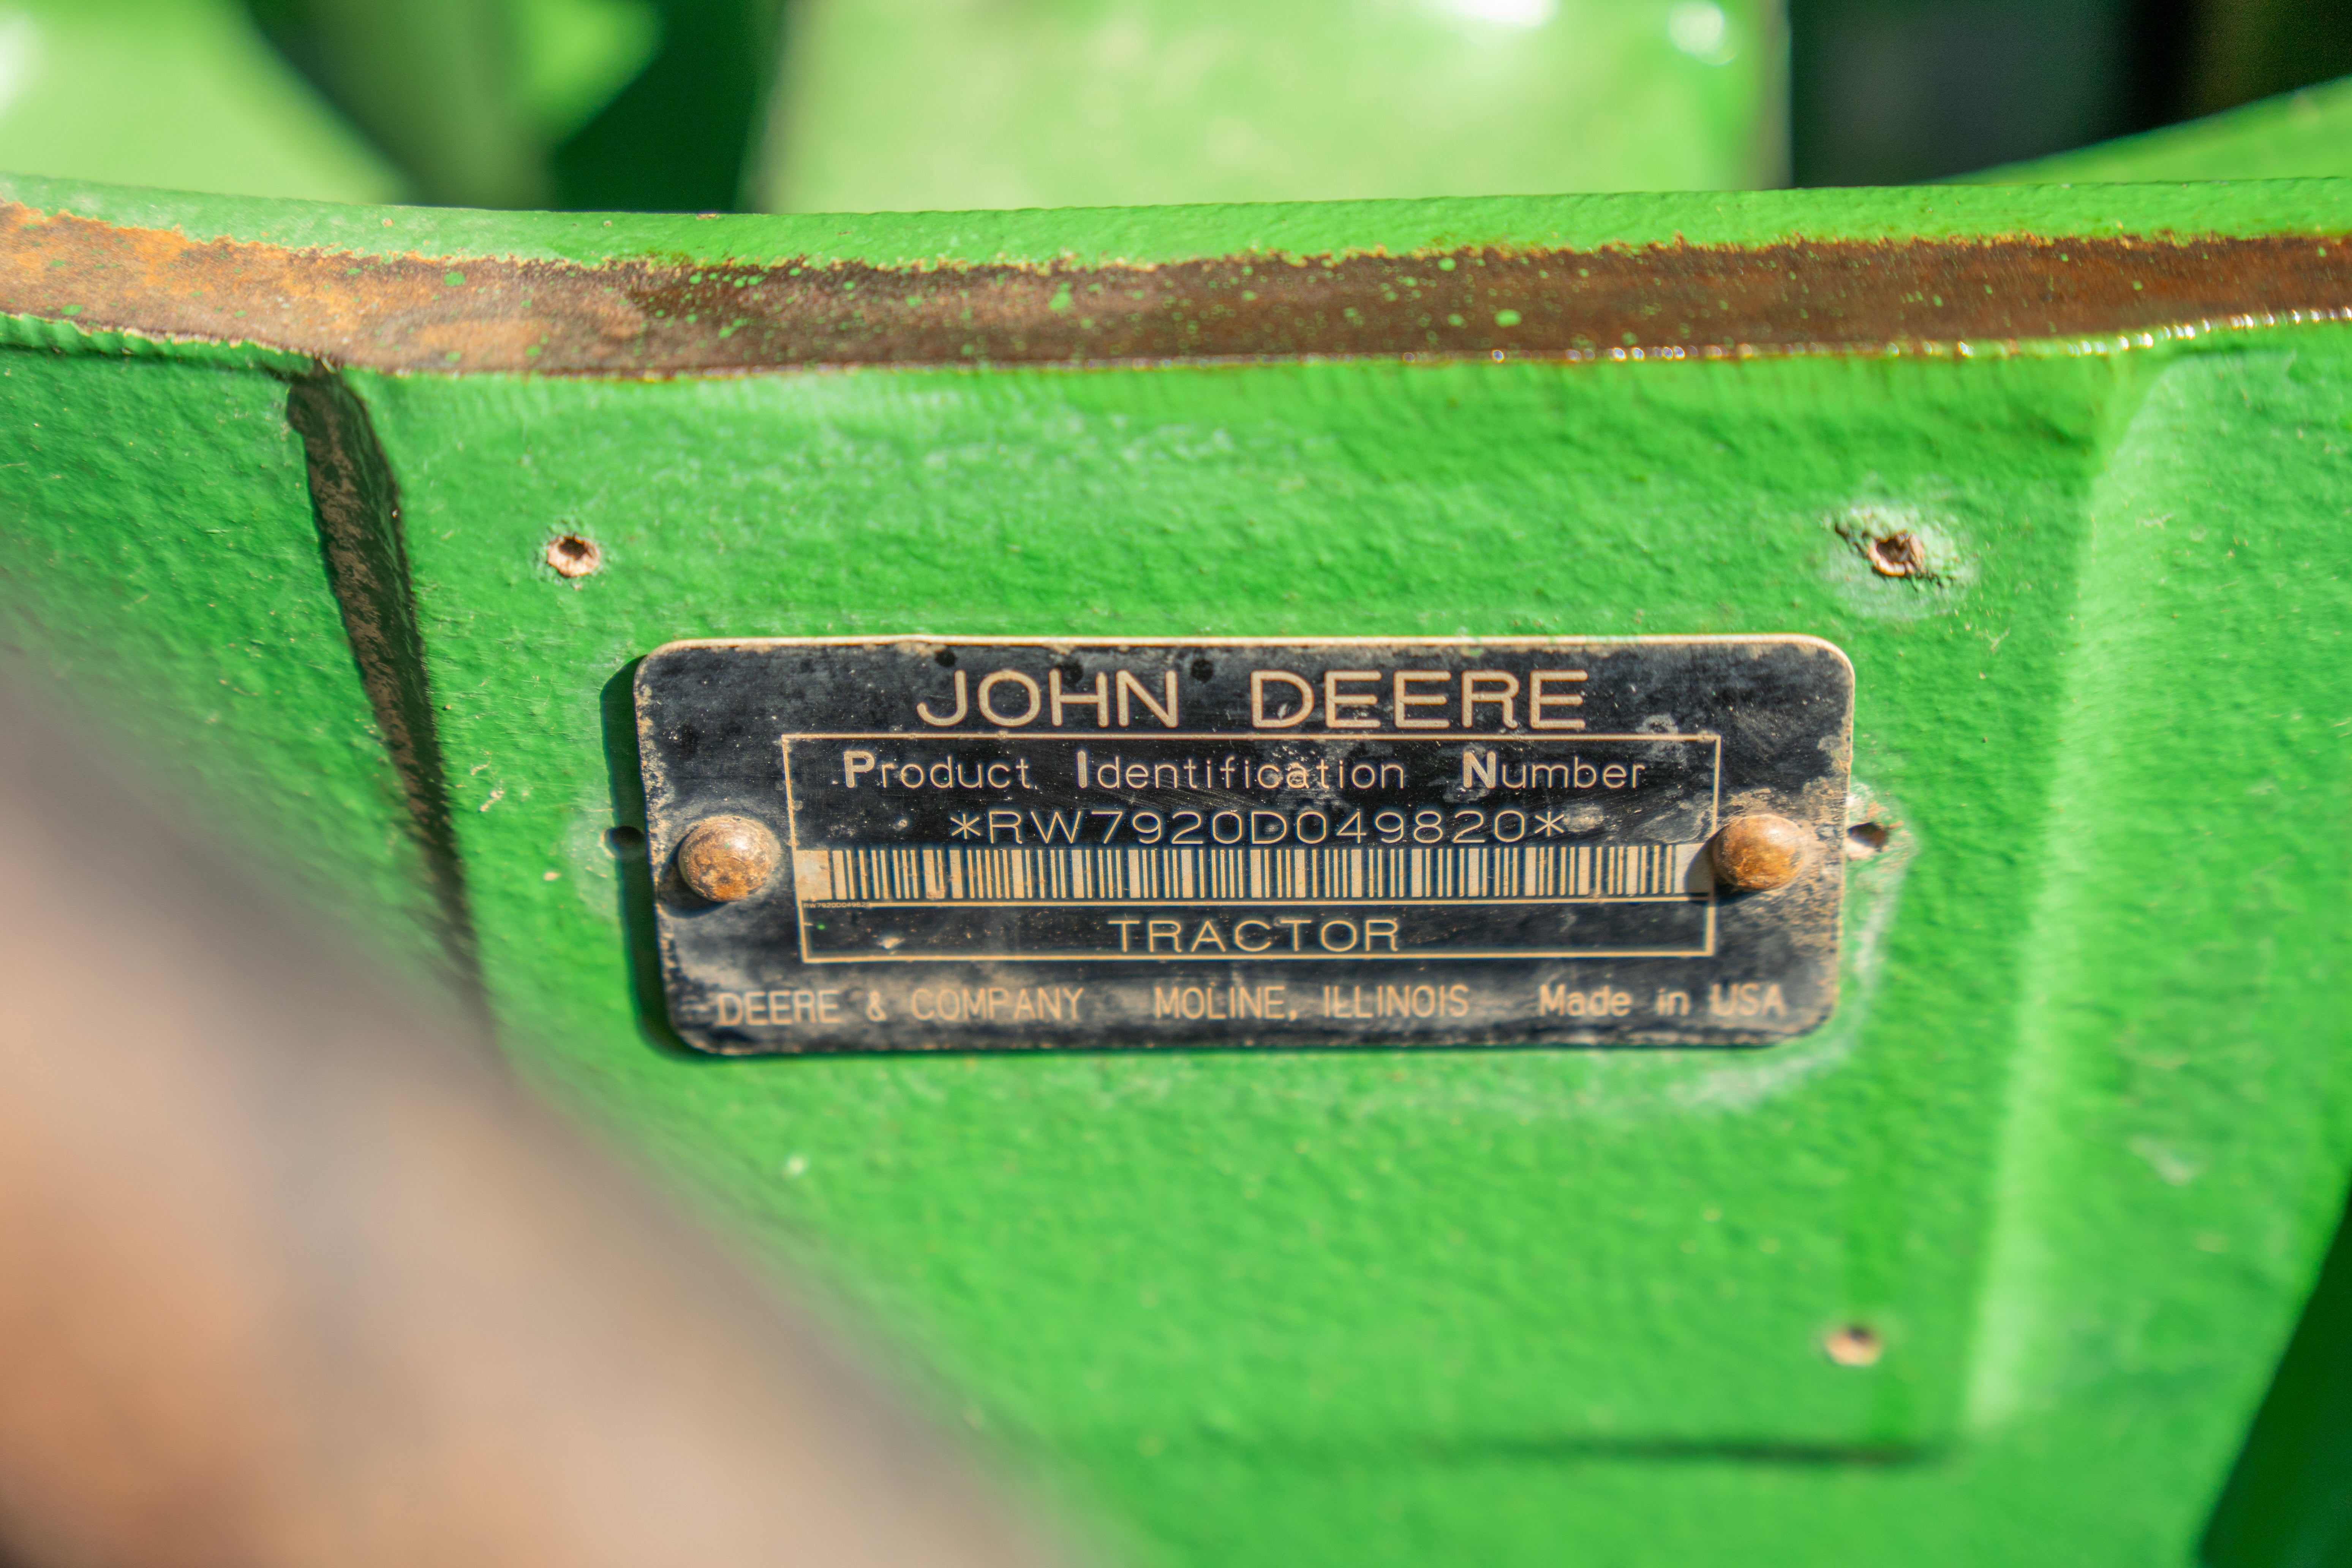 JOHN DEERE
Product Identification Number
*RW7920D049820*
TRACTOR
DEERE & COMPANY MOLINE, ILLINOIS Made in USA